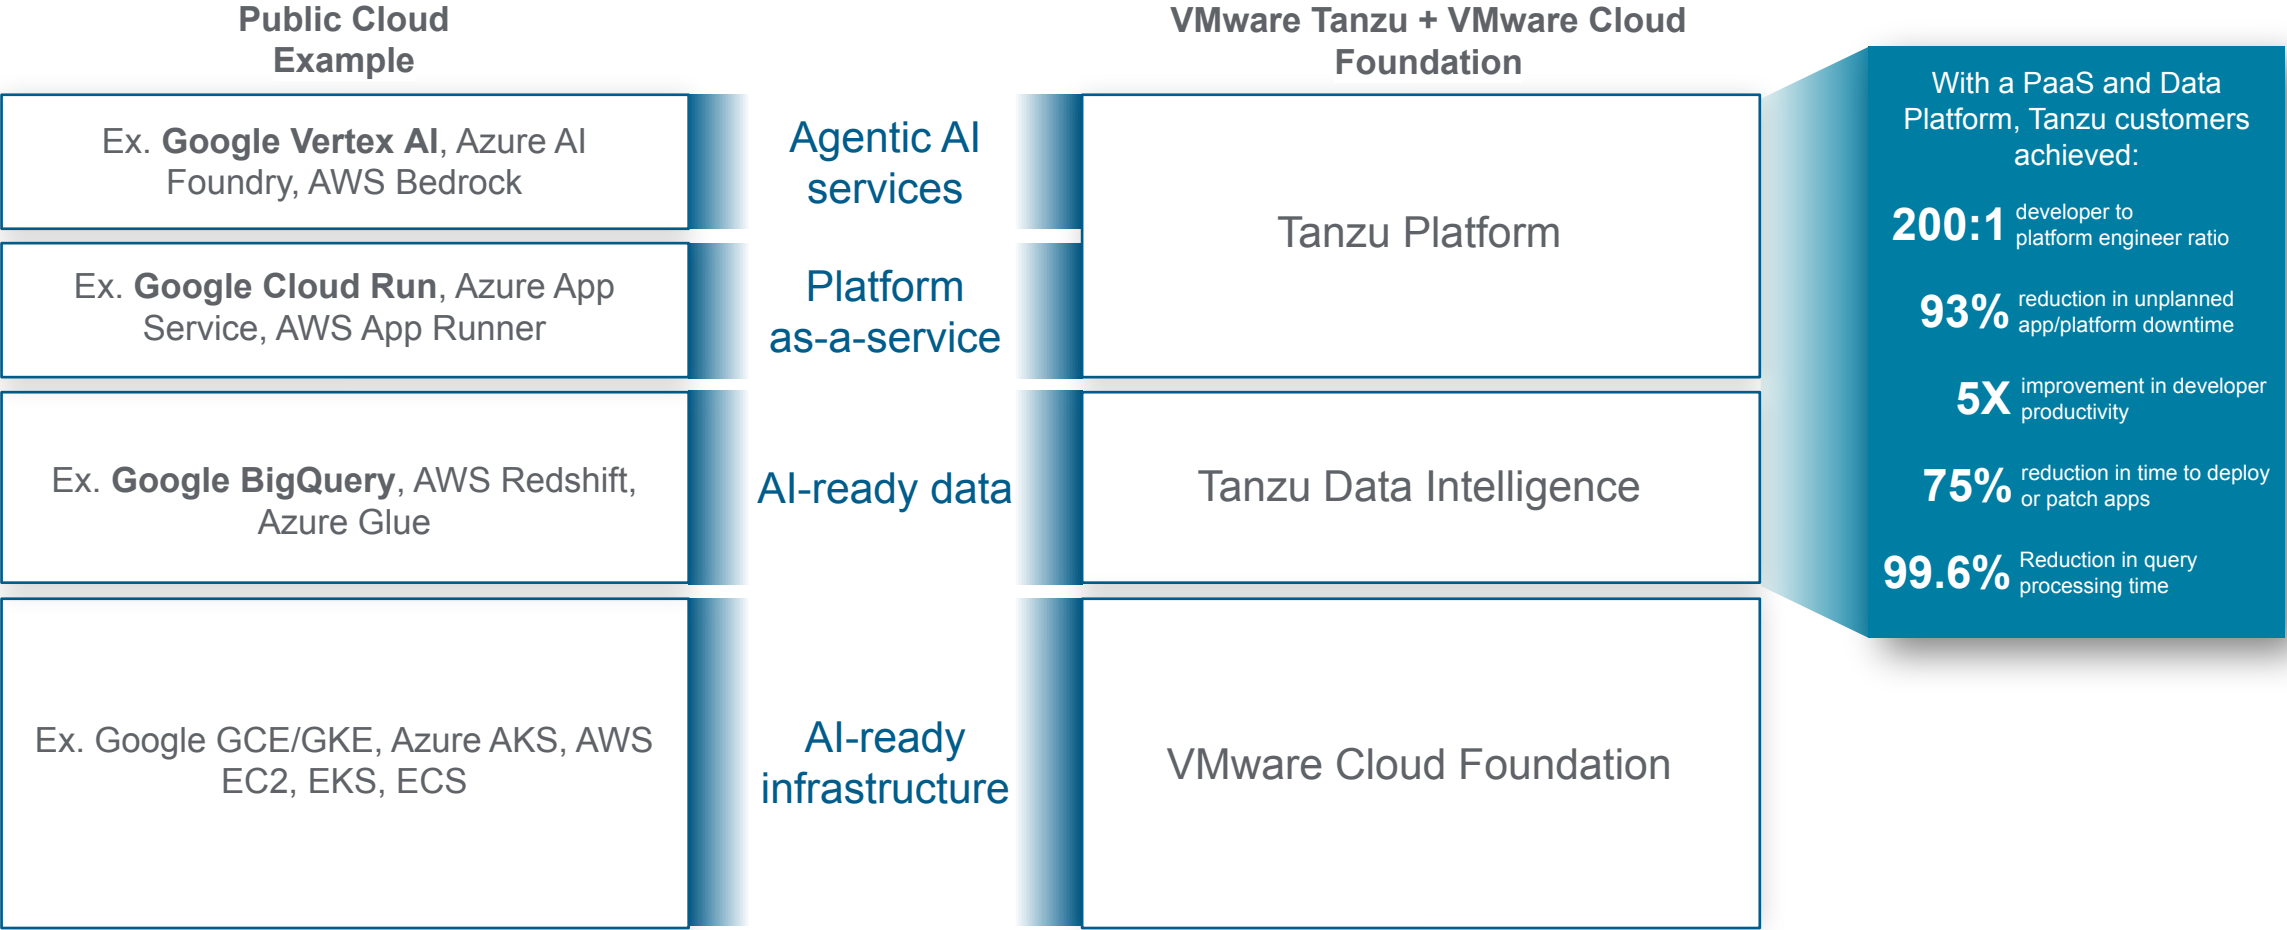 Public Cloud
Example
VMware Tanzu + VMware Cloud
Foundation
Ex. Google Vertex AI, Azure AI
Foundry, AWS Bedrock
Agentic AI
services
Tanzu Platform
Ex. Google Cloud Run, Azure App
Service, AWS App Runner
Platform
as-a-service
Ex. Google BigQuery, AWS Redshift,
Azure Glue
AI-ready data
Tanzu Data Intelligence
Ex. Google GCE/GKE, Azure AKS, AWS
EC2, EKS, ECS
AI-ready
infrastructure
VMware Cloud Foundation
With a PaaS and Data
Platform, Tanzu customers
achieved:
200:1 developer to
platform engineer ratio
93% reduction in unplanned
app/platform downtime
5X improvement in developer
productivity
75% reduction in time to deploy
or patch apps
99.6% Reduction in query
processing time